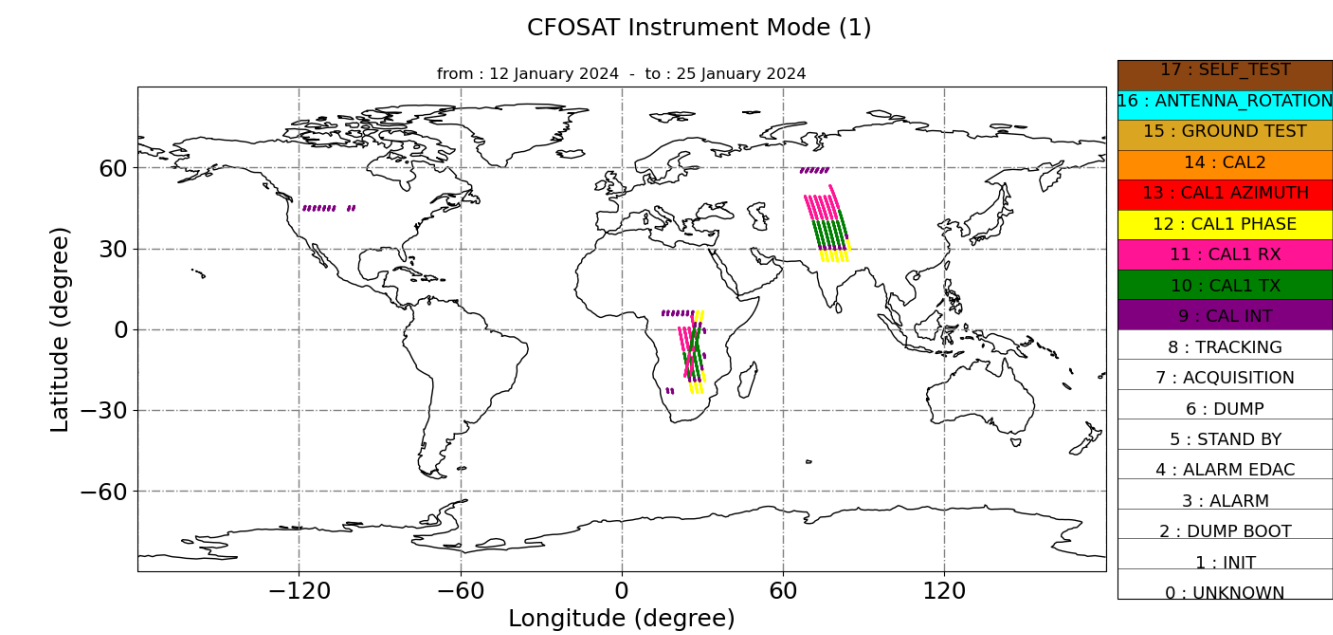 CFOSAT Instrument Mode (1)
from : 12 January 2024  -  to : 25 January 2024
17 : SELF_TEST
16 : ANTENNA_ROTATION
15 : GROUND TEST
14 : CAL2
13 : CAL1 AZIMUTH
12 : CAL1 PHASE
11 : CAL1 RX
10 : CAL1 TX
9 : CAL INT
8 : TRACKING
7 : ACQUISITION
6 : DUMP
5 : STAND BY
4 : ALARM EDAC
3 : ALARM
2 : DUMP BOOT
1 : INIT
0 : UNKNOWN
Latitude (degree)
60
30
0
−30
−60
−120
−60
0
60
120
Longitude (degree)